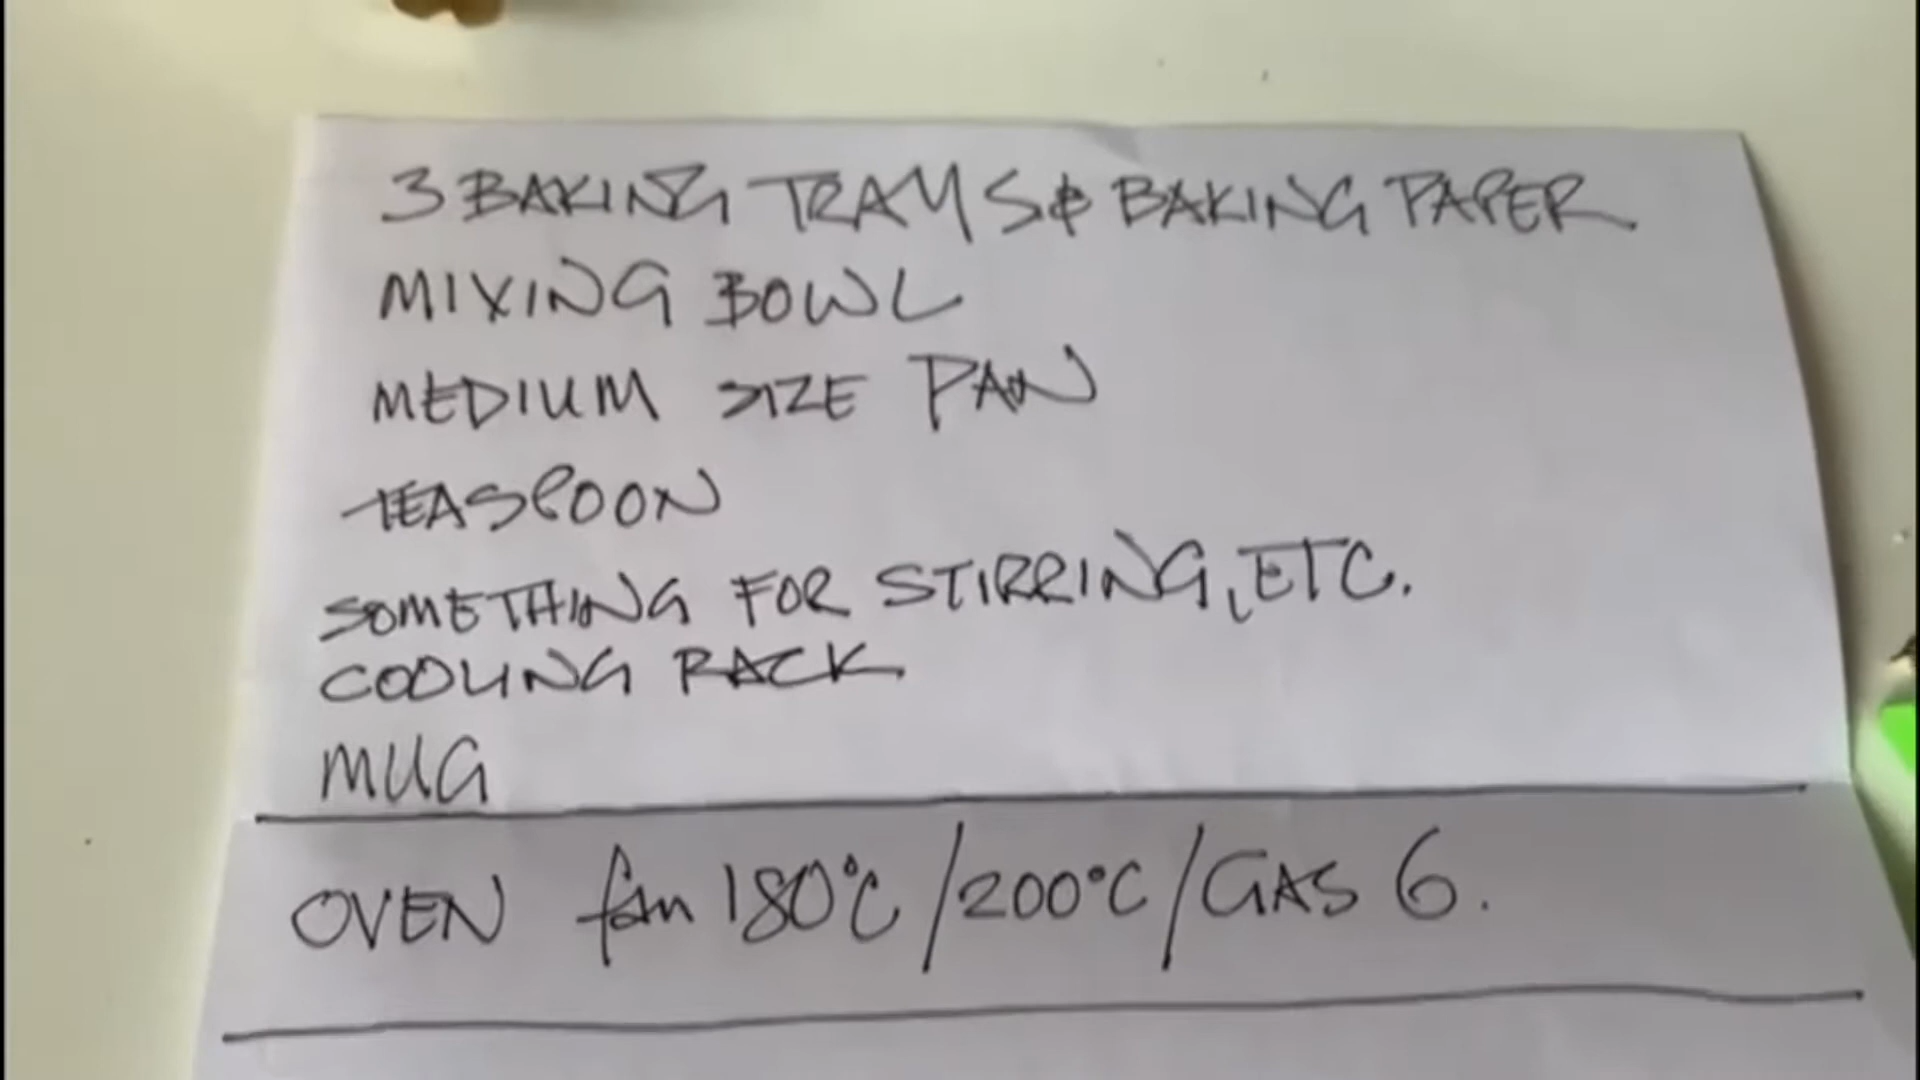 3 BAKING TRAYS & BAKING PAPER
MIXING BOWL
MEDIUM SIZE PAN
TEASPOON
SOMETHING FOR STIRRING, ETC.
COOLING RACK
MUG
OVEN fan 180°C/200°C/GAS 6.